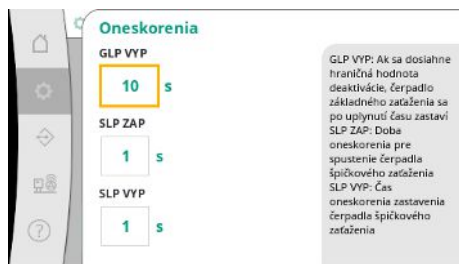 Oneskorenia
GLP VYP
10 s
SLP ZAP
1 s
SLP VYP
1 s
GLP VYP: Ak sa dosiahne
hraničná hodnota
deaktivácie, čerpadlo
základného zaťaženia sa
po uplynutí času zastaví
SLP ZAP: Doba
oneskorenia pre
spustenie čerpadla
špičkového zaťaženia
SLP VYP: Čas
oneskorenia zastavenia
čerpadla špičkového
zaťaženia